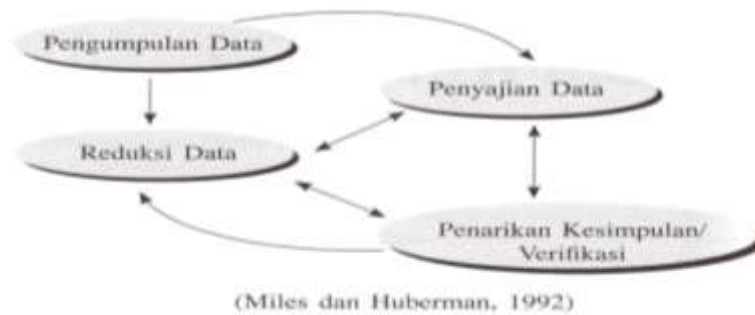 Pengumpulan Data
Penyajian Data
Reduksi Data
Penarikan Kesimpulan/
Verifikasi
(Miles dan Huberman, 1992)